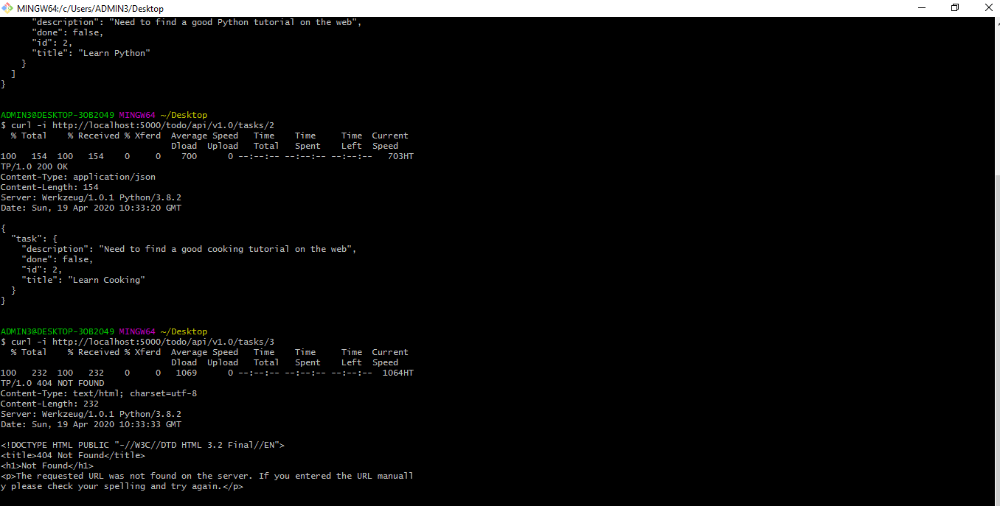 MINGW64:/c/Users/ADMIN3/Desktop
      "description": "Need to find a good Python tutorial on the web",
      "done": false,
      "id": 2,
      "title": "Learn Python"
    }
  ]
}

ADMIN3@DESKTOP-3OB2O49 MINGW64 ~/Desktop
$ curl -i http://localhost:5000/todo/api/v1.0/tasks/2
  % Total    % Received % Xferd  Average Speed   Time    Time     Time  Current
                                 Dload  Upload   Total   Spent    Left  Speed
100   154  100   154    0     0    700      0 --:--:-- --:--:-- --:--:--   703HT
TP/1.0 200 OK
Content-Type: application/json
Content-Length: 154
Server: Werkzeug/1.0.1 Python/3.8.2
Date: Sun, 19 Apr 2020 10:33:20 GMT

{
  "task": {
    "description": "Need to find a good cooking tutorial on the web",
    "done": false,
    "id": 2,
    "title": "Learn Cooking"
  }
}

ADMIN3@DESKTOP-3OB2O49 MINGW64 ~/Desktop
$ curl -i http://localhost:5000/todo/api/v1.0/tasks/3
  % Total    % Received % Xferd  Average Speed   Time    Time     Time  Current
                                 Dload  Upload   Total   Spent    Left  Speed
100   232  100   232    0     0   1069      0 --:--:-- --:--:-- --:--:--  1064HT
TP/1.0 404 NOT FOUND
Content-Type: text/html; charset=utf-8
Content-Length: 232
Server: Werkzeug/1.0.1 Python/3.8.2
Date: Sun, 19 Apr 2020 10:33:33 GMT

<!DOCTYPE HTML PUBLIC "-//W3C//DTD HTML 3.2 Final//EN">
<title>404 Not Found</title>
<h1>Not Found</h1>
<p>The requested URL was not found on the server. If you entered the URL manuall
y please check your spelling and try again.</p>